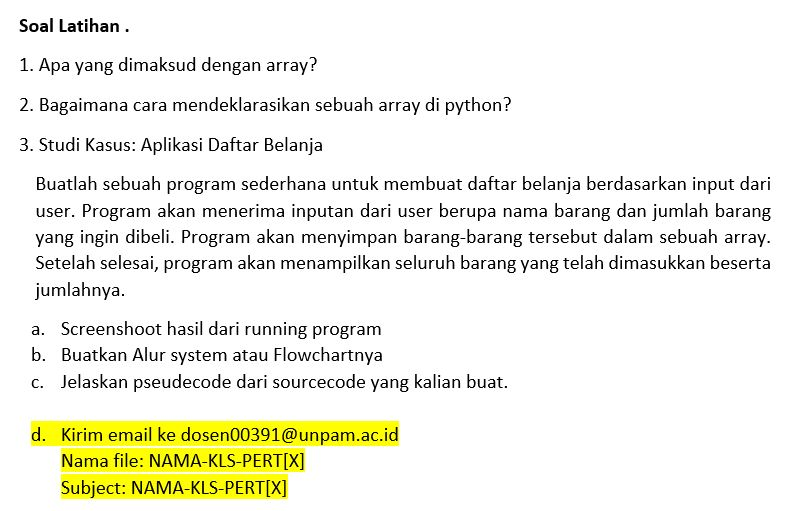 Soal Latihan .
1. Apa yang dimaksud dengan array?
2. Bagaimana cara mendeklarasikan sebuah array di python?
3. Studi Kasus: Aplikasi Daftar Belanja
Buatlah sebuah program sederhana untuk membuat daftar belanja berdasarkan input dari
user. Program akan menerima inputan dari user berupa nama barang dan jumlah barang
yang ingin dibeli. Program akan menyimpan barang-barang tersebut dalam sebuah array.
Setelah selesai, program akan menampilkan seluruh barang yang telah dimasukkan beserta
jumlahnya.
a. Screenshoot hasil dari running program
b. Buatkan Alur system atau Flowchartnya
c. Jelaskan pseudecode dari sourcecode yang kalian buat.
d. Kirim email ke dosen00391@unpam.ac.id
Nama file: NAMA-KLS-PERT[X]
Subject: NAMA-KLS-PERT[X]